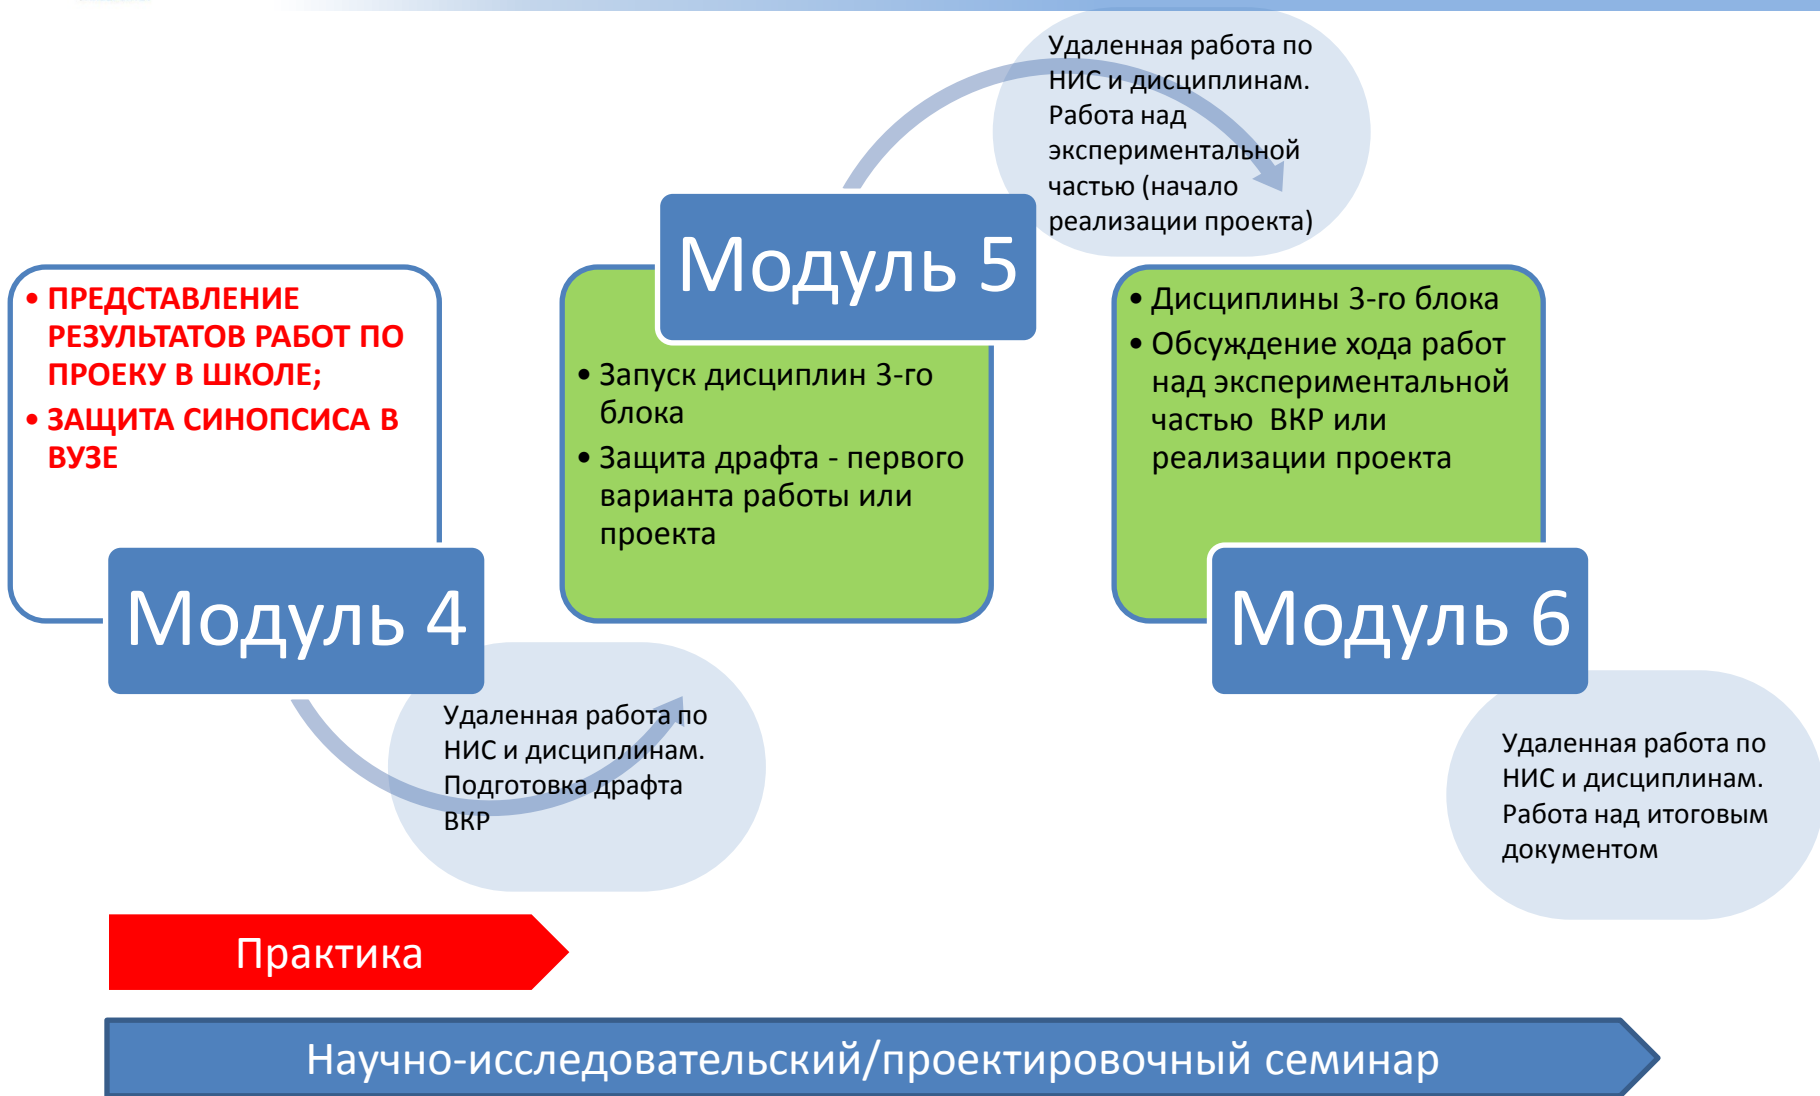 • ПРЕДСТАВЛЕНИЕ
РЕЗУЛЬТАТОВ РАБОТ ПО
ПРОЕКУ В ШКОЛЕ;
• ЗАЩИТА СИНОПСИСА В
ВУЗЕ
Модуль 4
Удаленная работа по
НИС и дисциплинам.
Подготовка драфта
ВКР
Модуль 5
• Запуск дисциплин 3-го
блока
• Защита драфта - первого
варианта работы или
проекта
Удаленная работа по
НИС и дисциплинам.
Работа над
экспериментальной
частью (начало
реализации проекта)
• Дисциплины 3-го блока
• Обсуждение хода работ
над экспериментальной
частью ВКР или
реализации проекта
Модуль 6
Удаленная работа по
НИС и дисциплинам.
Работа над итоговым
документом
Практика
Научно-исследовательский/проектировочный семинар